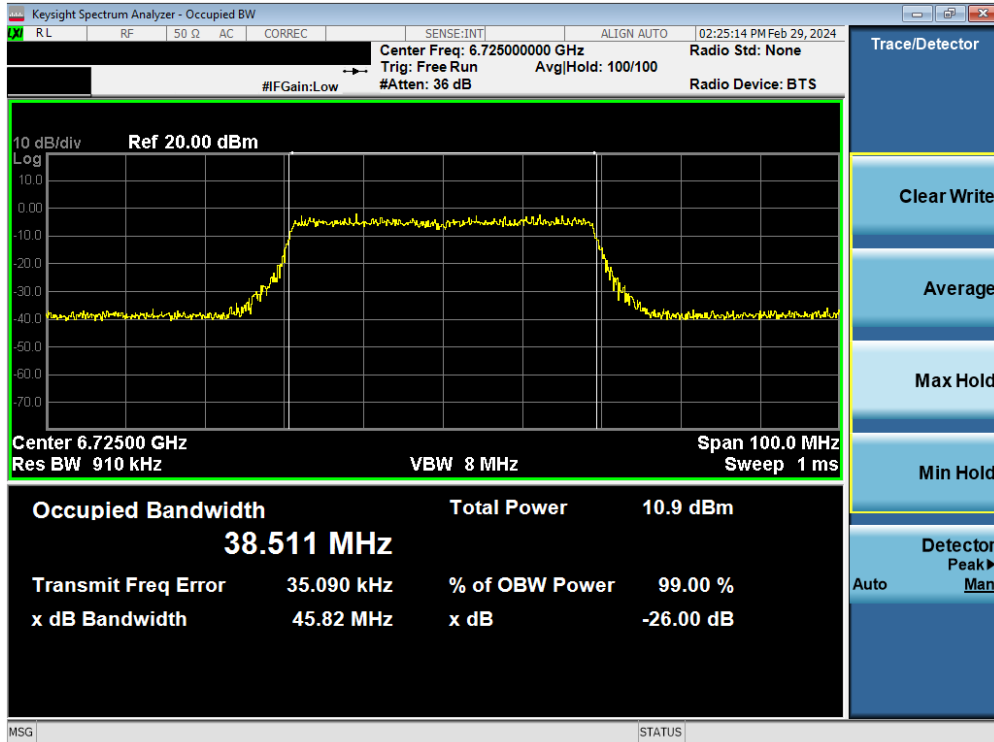 Keysight Spectrum Analyzer - Occupied BW
LXI RL RF 50 Ω AC CORREC SENSE:INT ALIGN AUTO 02:25:14 PM Feb 29, 2024
Center Freq: 6.725000000 GHz Radio Std: None
Trig: Free Run Avg|Hold: 100/100
#IFGain:Low #Atten: 36 dB Radio Device: BTS
10 dB/div Ref 20.00 dBm
Log
10.0
0.00
-10.0
-20.0
-30.0
-40.0
-50.0
-60.0
-70.0
Center 6.72500 GHz Span 100.0 MHz
Res BW 910 kHz VBW 8 MHz Sweep 1 ms
Occupied Bandwidth Total Power 10.9 dBm
38.511 MHz
Transmit Freq Error 35.090 kHz % of OBW Power 99.00 %
x dB Bandwidth 45.82 MHz x dB -26.00 dB
MSG STATUS
Trace/Detector
Clear Write
Average
Max Hold
Min Hold
Detector
Peak▶
Auto Man